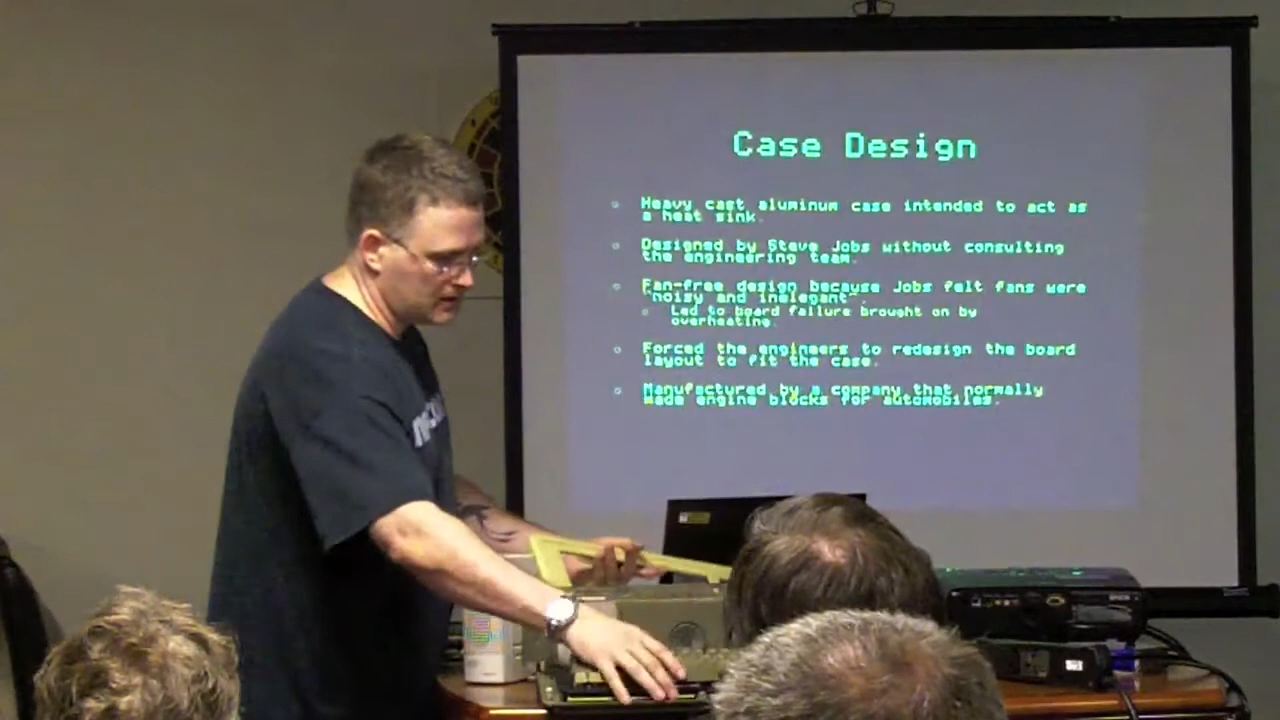 Case Design
Heavy cast aluminum case intended to act as
a heat sink.
Designed by Steve Jobs without consulting
the engineering team.
Fan-free design because Jobs felt fans were
"noisy and inelegant".
Led to board failure brought on by
overheating.
Forced the engineers to redesign the board
layout to fit the case.
Manufactured by a company that normally
made engine blocks for automobiles.
EPSON